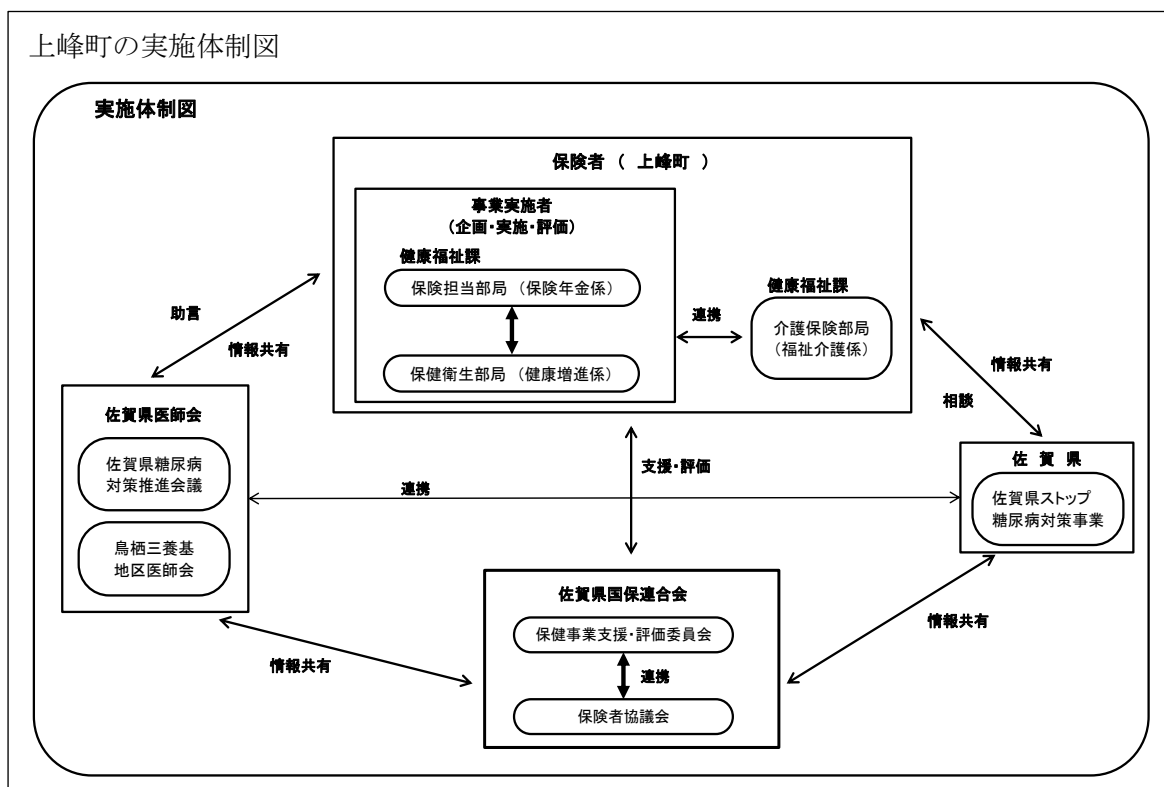 上峰町の実施体制図
実施体制図
保険者 （ 上峰町 ）
事業実施者
（企画・実施・評価）
健康福祉課
保険担当部局 （保険年金係）
保健衛生部局 （健康増進係）
連携
健康福祉課
介護保険部局
（福祉介護係）
助言
情報共有
情報共有
相談
佐賀県医師会
佐賀県糖尿病
対策推進会議
鳥栖三養基
地区医師会
支援・評価
連携
佐 賀 県
佐賀県ストップ
糖尿病対策事業
佐賀県国保連合会
保健事業支援・評価委員会
連携
保険者協議会
情報共有
情報共有